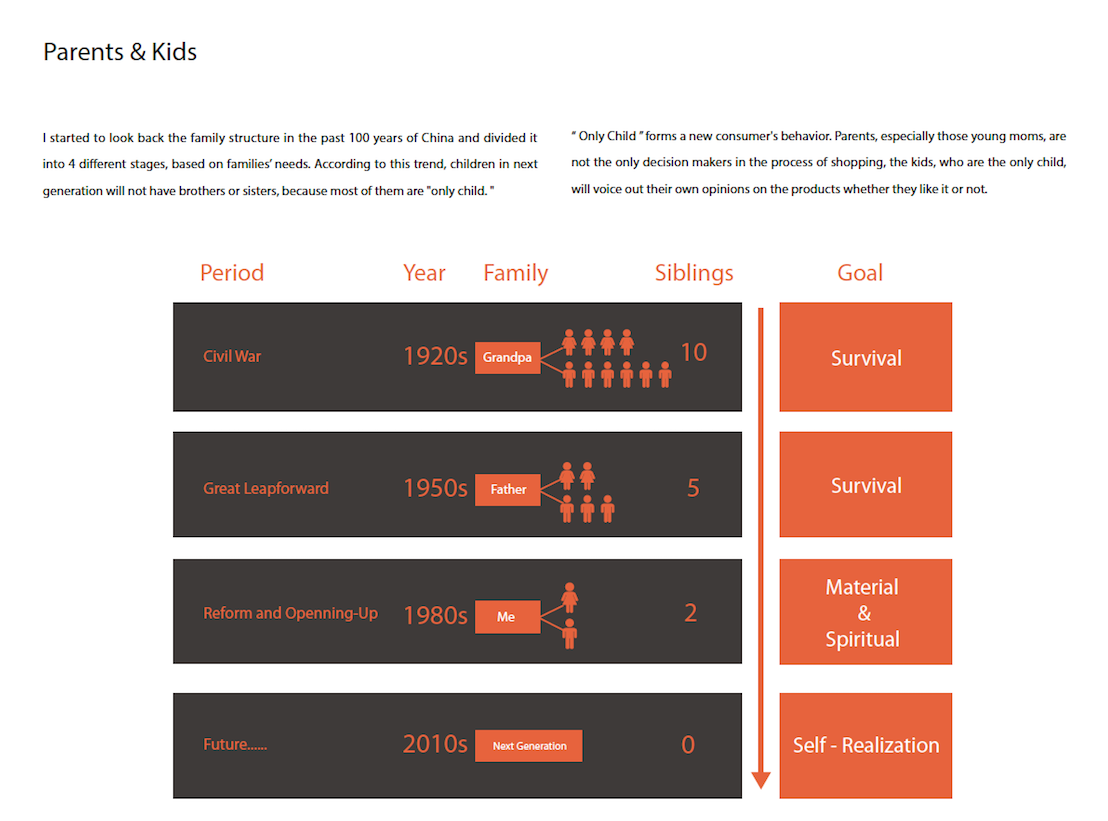 Parents & Kids
I started to look back the family structure in the past 100 years of China and divided it
into 4 different stages, based on families’ needs. According to this trend, children in next
generation will not have brothers or sisters, because most of them are "only child. "
“ Only Child ” forms a new consumer's behavior. Parents, especially those young moms, are
not the only decision makers in the process of shopping, the kids, who are the only child,
will voice out their own opinions on the products whether they like it or not.
Period Year Family Siblings Goal
Civil War 1920s Grandpa 10 Survival
Great Leapforward 1950s Father 5 Survival
Reform and Openning-Up 1980s Me 2 Material
&
Spiritual
Future...... 2010s Next Generation 0 Self - Realization